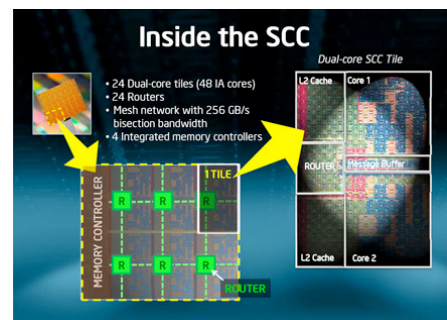 Inside the SCC
Dual-core SCC Tile
• 24 Dual-core tiles (48 IA cores)
• 24 Routers
• Mesh network with 256 GB/s
bisection bandwidth
• 4 Integrated memory controllers
L2 Cache
Core 1
ROUTER
Message Buffer
L2 Cache
Core 2
MEMORY CONTROLLER
1 TILE
R
R
R
R
R
R
ROUTER